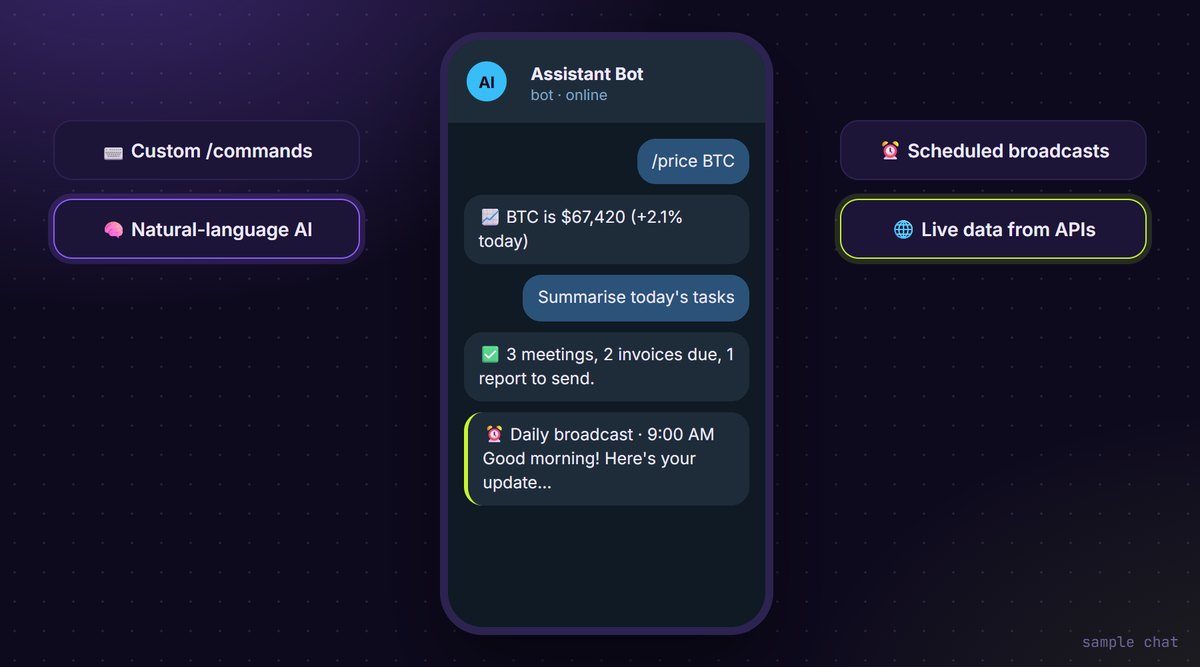 ⌨️ Custom /commands
🧠 Natural-language AI
AI
Assistant Bot
bot · online
/price BTC
📈 BTC is $67,420 (+2.1%
today)
Summarise today's tasks
✅ 3 meetings, 2 invoices due, 1
report to send.
⏰ Daily broadcast · 9:00 AM
Good morning! Here's your
update...
⏰ Scheduled broadcasts
🌐 Live data from APIs
sample chat